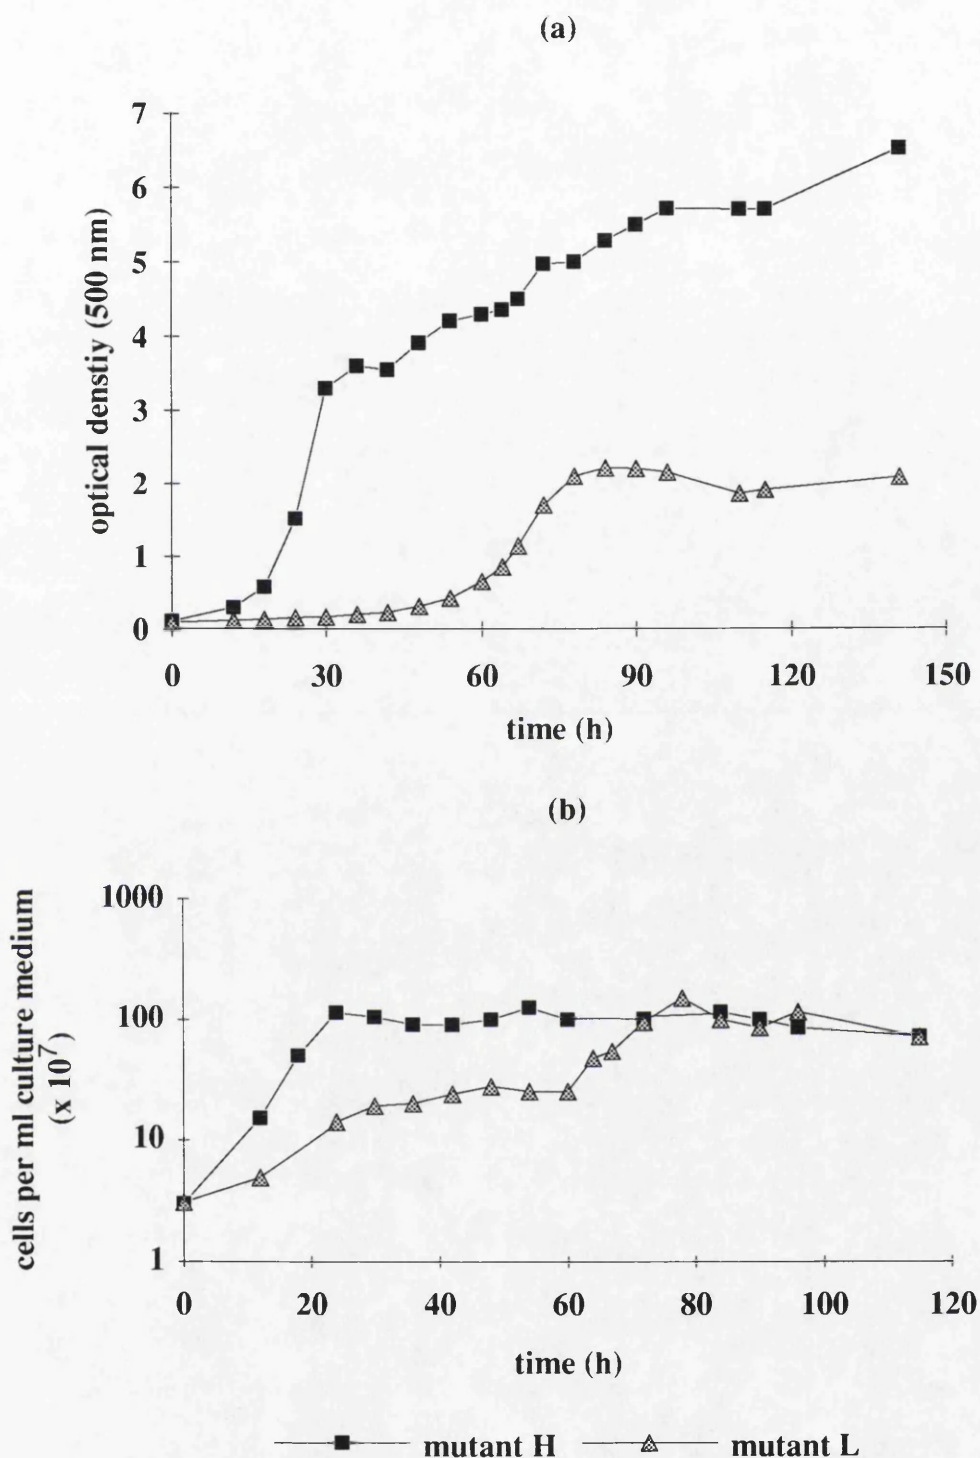 (a)
7
6
5
4
3
2
1
0
optical denstiy (500 nm)
0 30 60 90 120 150
time (h)
(b)
1000
100
10
1
cells per ml culture medium
(x 10⁷)
0 20 40 60 80 100 120
time (h)
mutant H mutant L